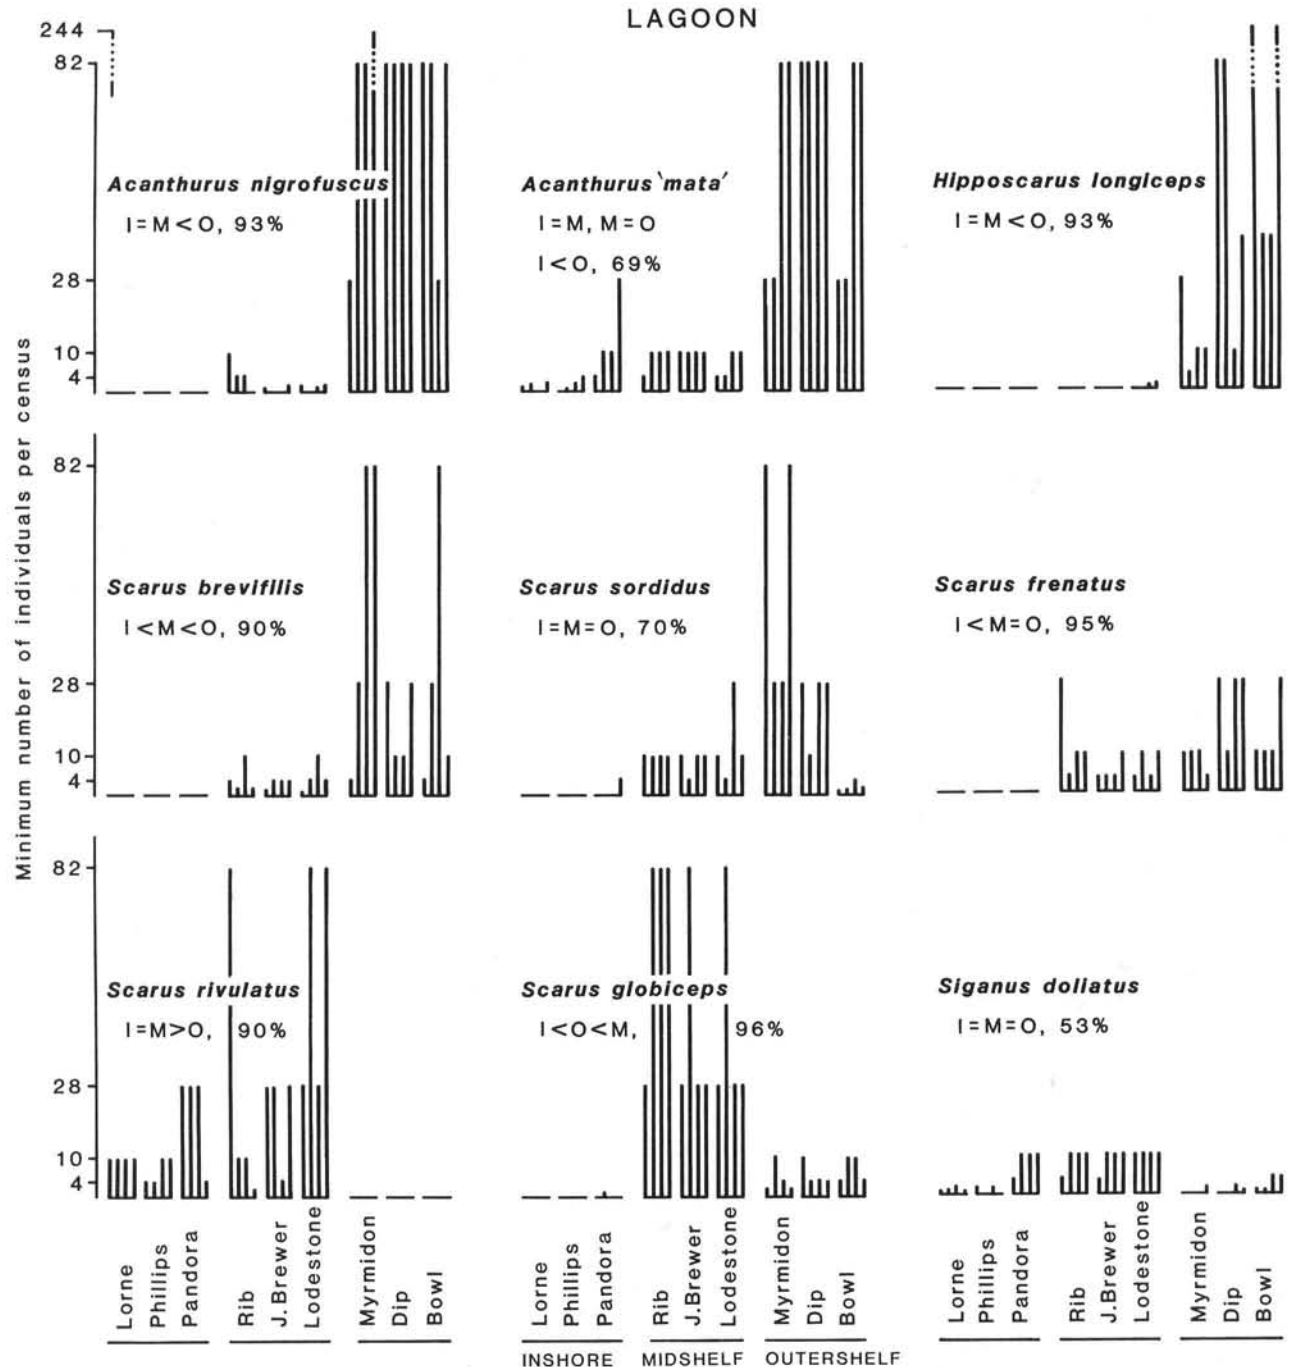 LAGOON
Minimum number of individuals per census
244
82
28
10
4
Acanthurus nigrofuscus
I=M<O, 93%
Acanthurus 'mata'
I=M, M=O
I<O, 69%
Hipposcarus longiceps
I=M<O, 93%
82
28
10
4
Scarus brevifilis
I<M<O, 90%
Scarus sordidus
I=M=O, 70%
Scarus frenatus
I<M=O, 95%
82
28
10
4
Scarus rivulatus
I=M>O, 90%
Scarus globiceps
I<O<M, 96%
Siganus doliatus
I=M=O, 53%
Lorne
Phillips
Pandora
Rib
J.Brewer
Lodestone
Myrmidon
Dip
Bowl
Lorne
Phillips
Pandora
Rib
J.Brewer
Lodestone
Myrmidon
Dip
Bowl
Lorne
Phillips
Pandora
Rib
J.Brewer
Lodestone
Myrmidon
Dip
Bowl
INSHORE MIDSHELF OUTERSHELF